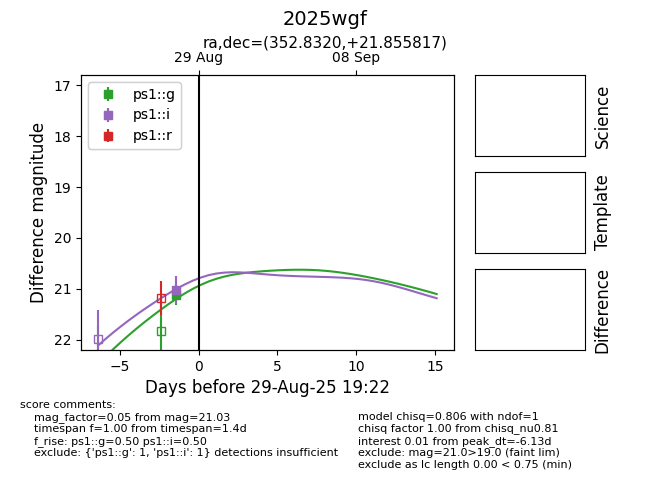 2025wgf
ra,dec=(352.8320,+21.855817)
29 Aug
08 Sep
ps1::g
ps1::i
ps1::r
17
18
19
20
21
22
Difference magnitude
−5
0
5
10
15
Days before 29-Aug-25 19:22
Science
Template
Difference
score comments:
mag_factor=0.05 from mag=21.03
timespan f=1.00 from timespan=1.4d
f_rise: ps1::g=0.50 ps1::i=0.50
exclude: {'ps1::g': 1, 'ps1::i': 1} detections insufficient
model chisq=0.806 with ndof=1
chisq factor 1.00 from chisq_nu0.81
interest 0.01 from peak_dt=-6.13d
exclude: mag=21.0>19.0 (faint lim)
exclude as lc length 0.00 < 0.75 (min)